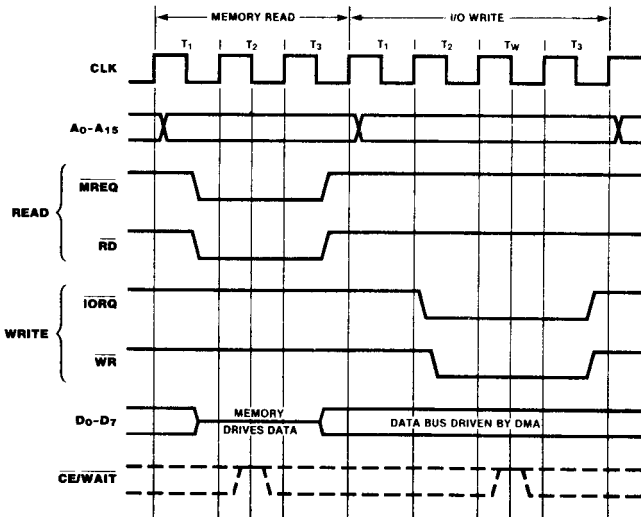 MEMORY READ I/O WRITE
T1 T2 T3 T1 T2 TW T3
CLK
A0-A15
MREQ
READ
RD
IORQ
WRITE
WR
D0-D7 MEMORY DRIVES DATA DATA BUS DRIVEN BY DMA
CE/WAIT